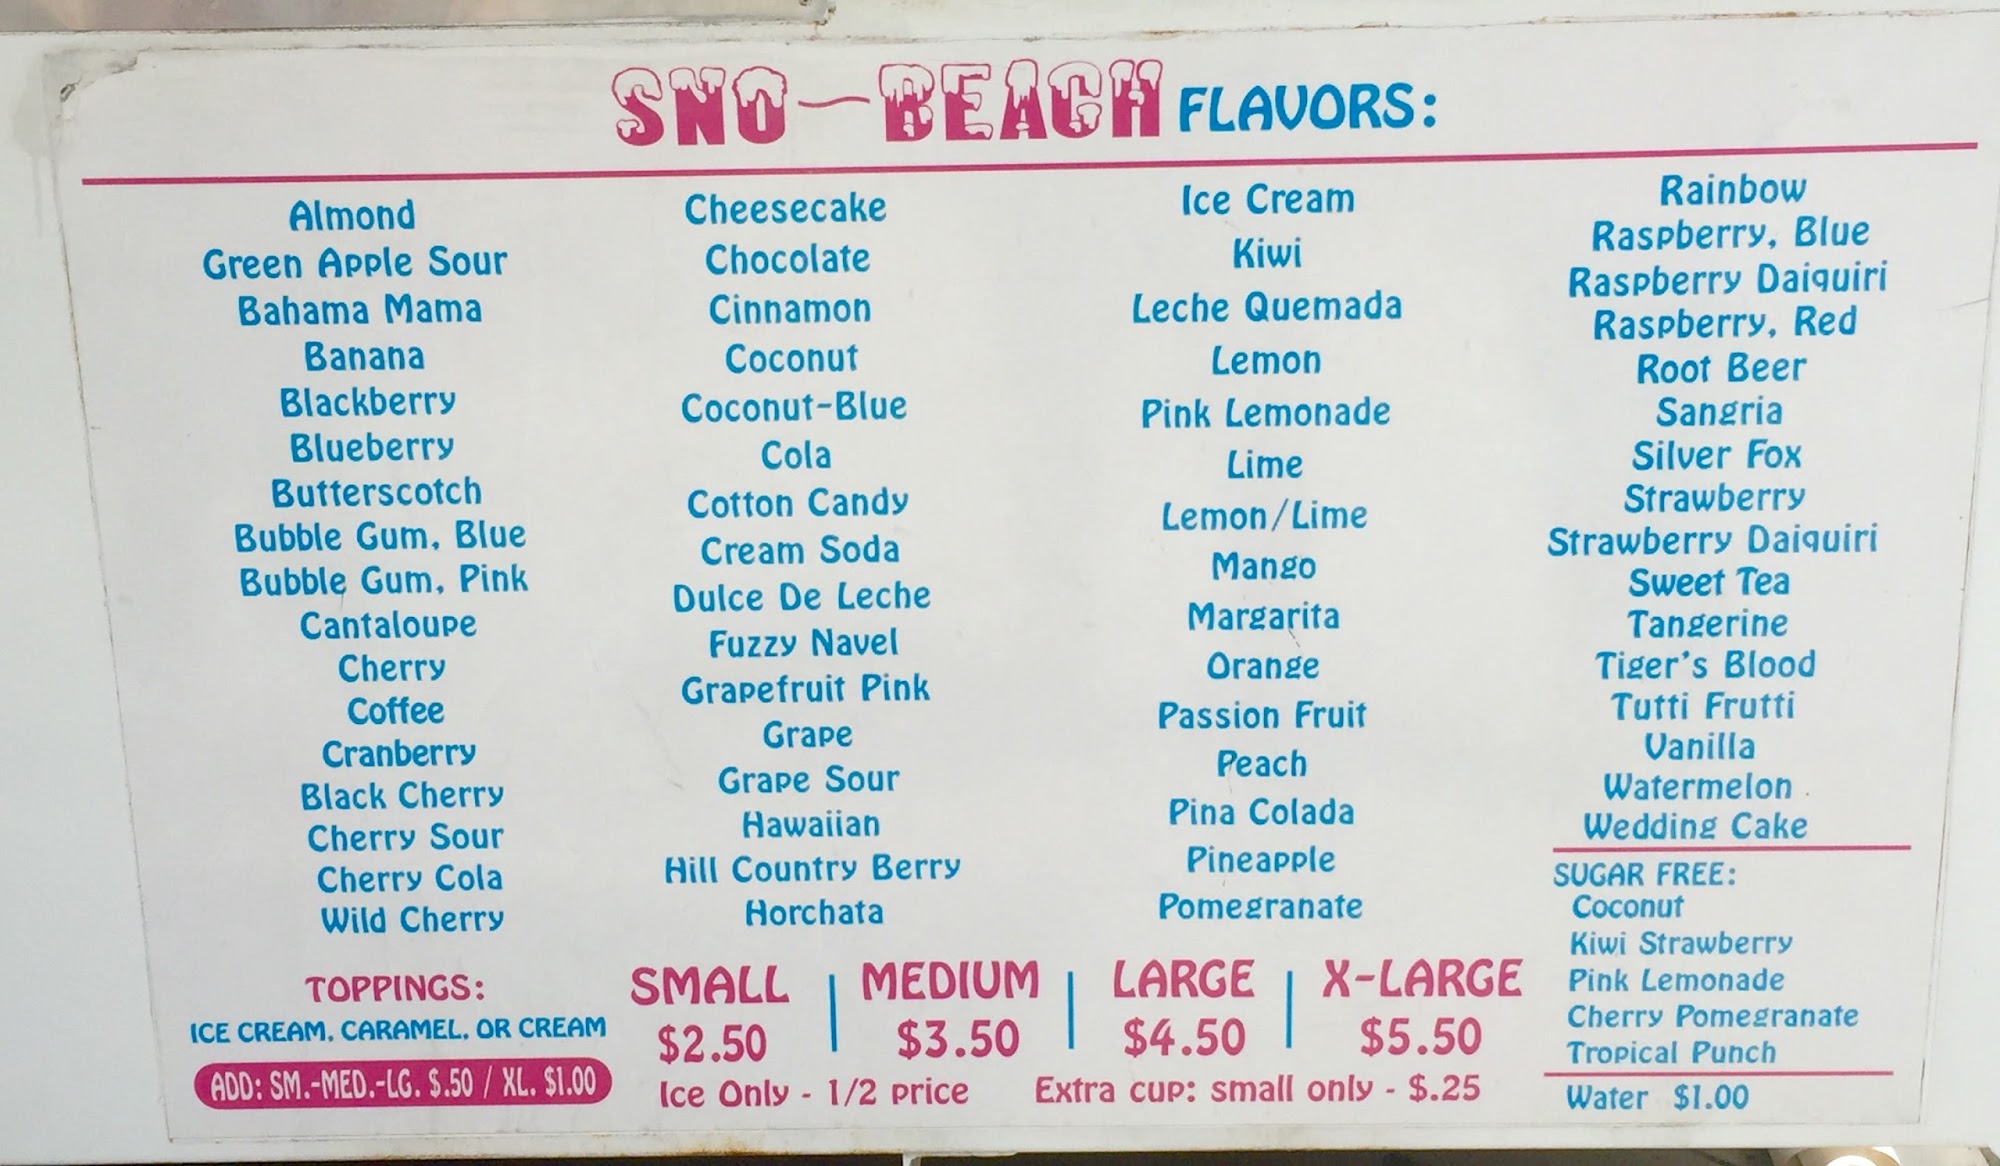 SNO-BEACH FLAVORS:
Almond
Green Apple Sour
Bahama Mama
Banana
Blackberry
Blueberry
Butterscotch
Bubble Gum, Blue
Bubble Gum, Pink
Cantaloupe
Cherry
Coffee
Cranberry
Black Cherry
Cherry Sour
Cherry Cola
Wild Cherry
Cheesecake
Chocolate
Cinnamon
Coconut
Coconut-Blue
Cola
Cotton Candy
Cream Soda
Dulce De Leche
Fuzzy Navel
Grapefruit Pink
Grape
Grape Sour
Hawaiian
Hill Country Berry
Horchata
Ice Cream
Kiwi
Leche Quemada
Lemon
Pink Lemonade
Lime
Lemon/Lime
Mango
Margarita
Orange
Passion Fruit
Peach
Pina Colada
Pineapple
Pomegranate
Rainbow
Raspberry, Blue
Raspberry Daiquiri
Raspberry, Red
Root Beer
Sangria
Silver Fox
Strawberry
Strawberry Daiquiri
Sweet Tea
Tangerine
Tiger's Blood
Tutti Frutti
Vanilla
Watermelon
Wedding Cake
SUGAR FREE:
Coconut
Kiwi Strawberry
Pink Lemonade
Cherry Pomegranate
Tropical Punch
Water $1.00
TOPPINGS:
ICE CREAM, CARAMEL, OR CREAM
ADD: SM.-MED.-LG. $.50 / XL. $1.00
SMALL | MEDIUM | LARGE | X-LARGE
$2.50 $3.50 $4.50 $5.50
Ice Only - 1/2 price Extra cup: small only - $.25